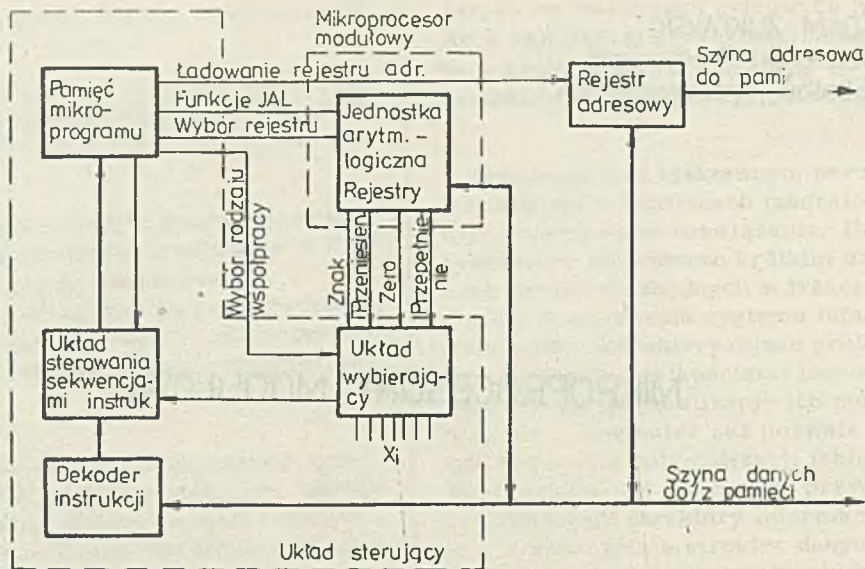 Mikroprocesor
modułowy
Szyna adresowa
do pami
Pamięć
mikro-
programu
Ładowanie rejestru adr.
Funkcje JAL
Wybór rejestru
Jednostka
arytm.-
logiczna
Rejestry
Rejestr
adresowy
Wybór rodzaju
współpracy
Znak
Przeniesien.
Zero
Przepełnie
nie
Układ
sterowania
sekwencja-
mi instruk.
Układ
wybierają-
cy
Xi
Dekoder
instrukcji
Szyna danych
do/z pamięci
Układ sterujący